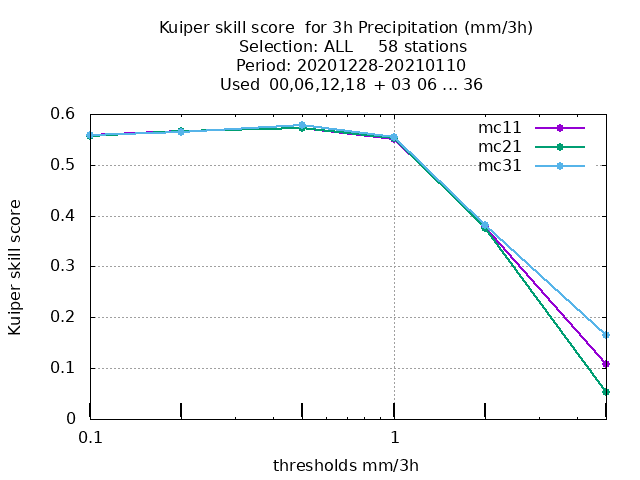 Kuiper skill score  for 3h Precipitation (mm/3h)
Selection: ALL     58 stations
Period: 20201228-20210110
Used  00,06,12,18  + 03 06 ... 36
mc11
mc21
mc31
0.6
0.5
0.4
0.3
0.2
0.1
0
Kuiper skill score
0.1
1
thresholds mm/3h